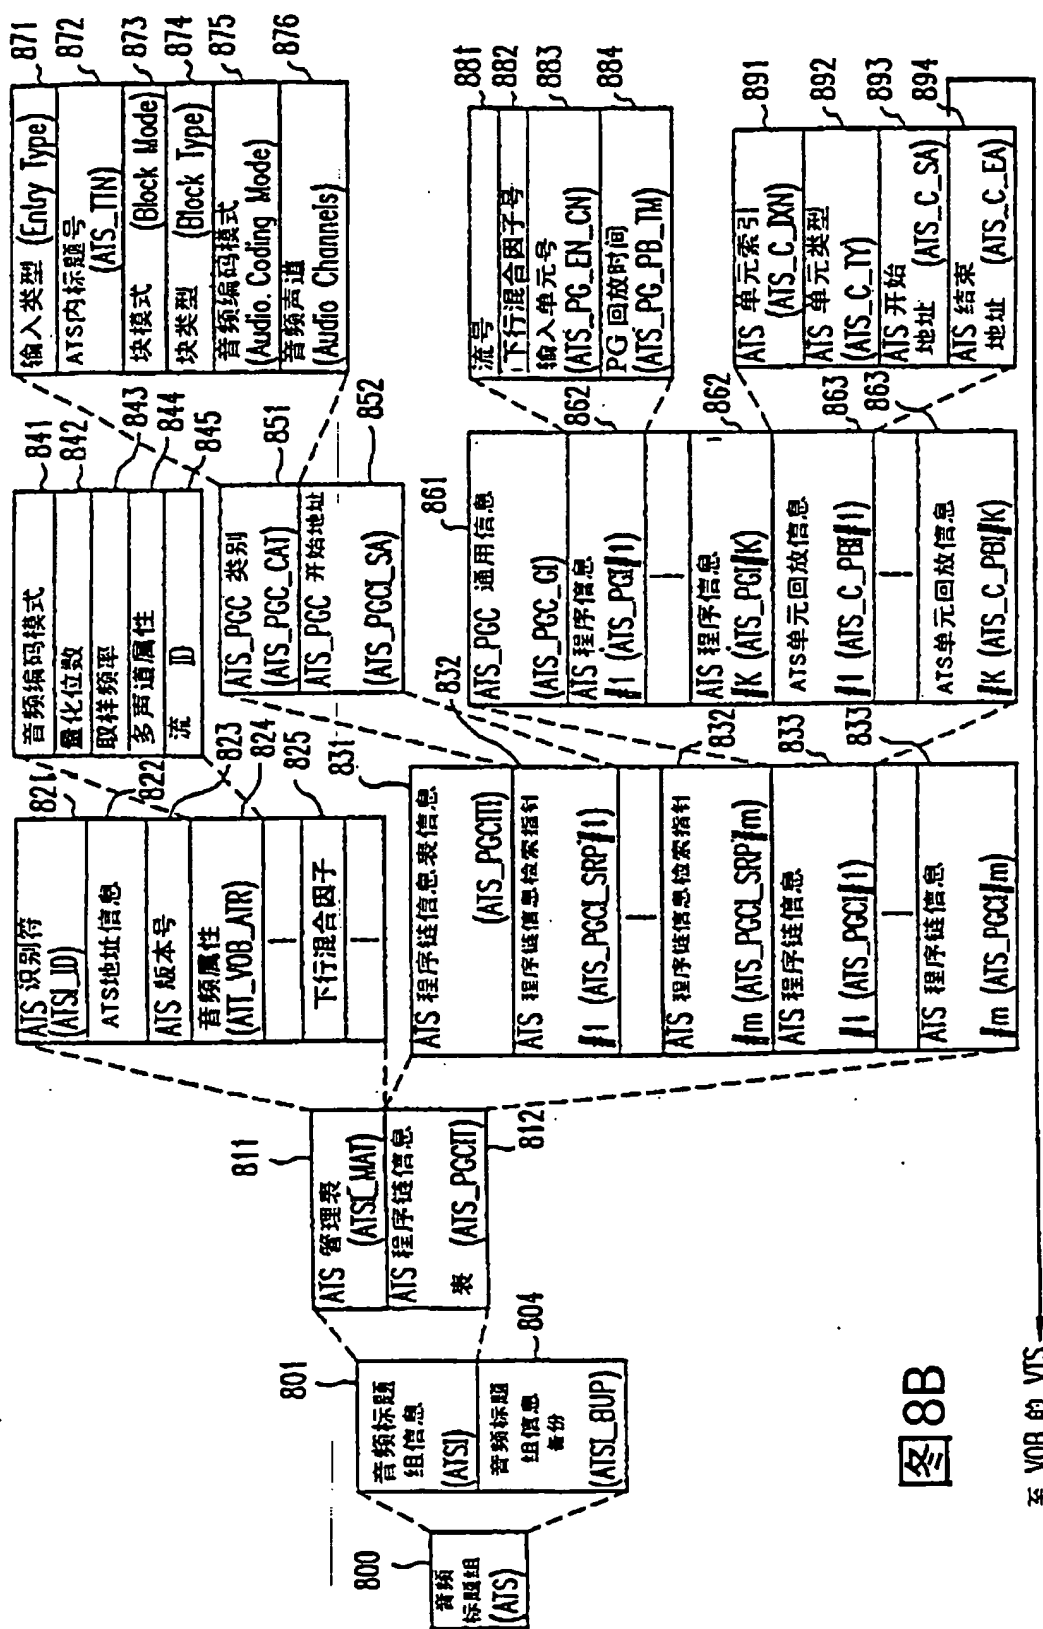 800
音频
标题组
(ATS)
801
音频标题
组信息
(ATSI)
音频标题
组信息
备份
(ATSI_BUP)
804
811
ATS 管理表
(ATSI_MAT)
ATS 程序链信息
表 (ATS_PGCIT)
812
ATS 识别符
(ATSI_ID)
821
ATS地址信息
822
ATS 版本号
823
音频属性
(ATT_VOB_ATR)
824
下行混合因子
825
831
ATS 程序链信息表信息
(ATS_PGCITI)
ATS 程序链信息检索指针
#1 (ATS_PGCI_SRP#1)
832
ATS 程序链信息检索指针
#m (ATS_PGCI_SRP#m)
832
ATS 程序链信息
#1 (ATS_PGCI#1)
833
ATS 程序链信息
#m (ATS_PGCI#m)
833
音频编码模式
841
量化位数
842
取样频率
843
多声道属性
844
流 ID
845
ATS_PGC 类别
(ATS_PGC_CAT)
851
ATS_PGC 开始地址
(ATS_PGCI_SA)
852
861
ATS_PGC 通用信息
(ATS_PGC_GI)
ATS 程序信息
#1 (ATS_PGI#1)
862
ATS 程序信息
#K (ATS_PGI#K)
862
ATS单元回放信息
#1 (ATS_C_PBI#1)
863
ATS单元回放信息
#K (ATS_C_PBI#K)
863
输入类型 (Entry Type)
871
ATS内标题号
(ATS_TTN)
872
块模式 (Block Mode)
873
块类型 (Block Type)
874
音频编码模式
(Audio.Coding Mode)
875
音频声道
(Audio Channels)
876
流号
881
下行混合因子号
882
输入单元号
(ATS_PG_EN_CN)
883
PG 回放时间
(ATS_PG_PB_TM)
884
ATS 单元索引
(ATS_C_IXN)
891
ATS 单元类型
(ATS_C_TY)
892
ATS 开始
地址 (ATS_C_SA)
893
ATS 结束
地址 (ATS_C_EA)
894
图8B
至 VOB 的 VTS